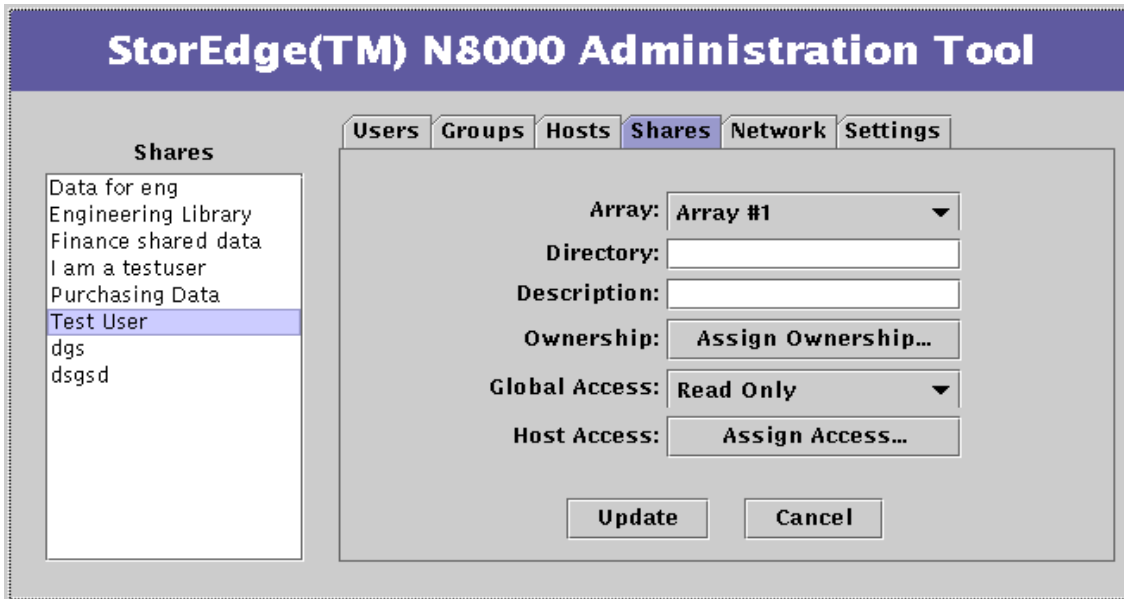 StorEdge(TM) N8000 Administration Tool
Users Groups Hosts Shares Network Settings
Shares
Data for eng
Engineering Library
Finance shared data
I am a testuser
Purchasing Data
Test User
dgs
dsgsd
Array: Array #1
Directory:
Description:
Ownership: Assign Ownership...
Global Access: Read Only
Host Access: Assign Access...
Update Cancel